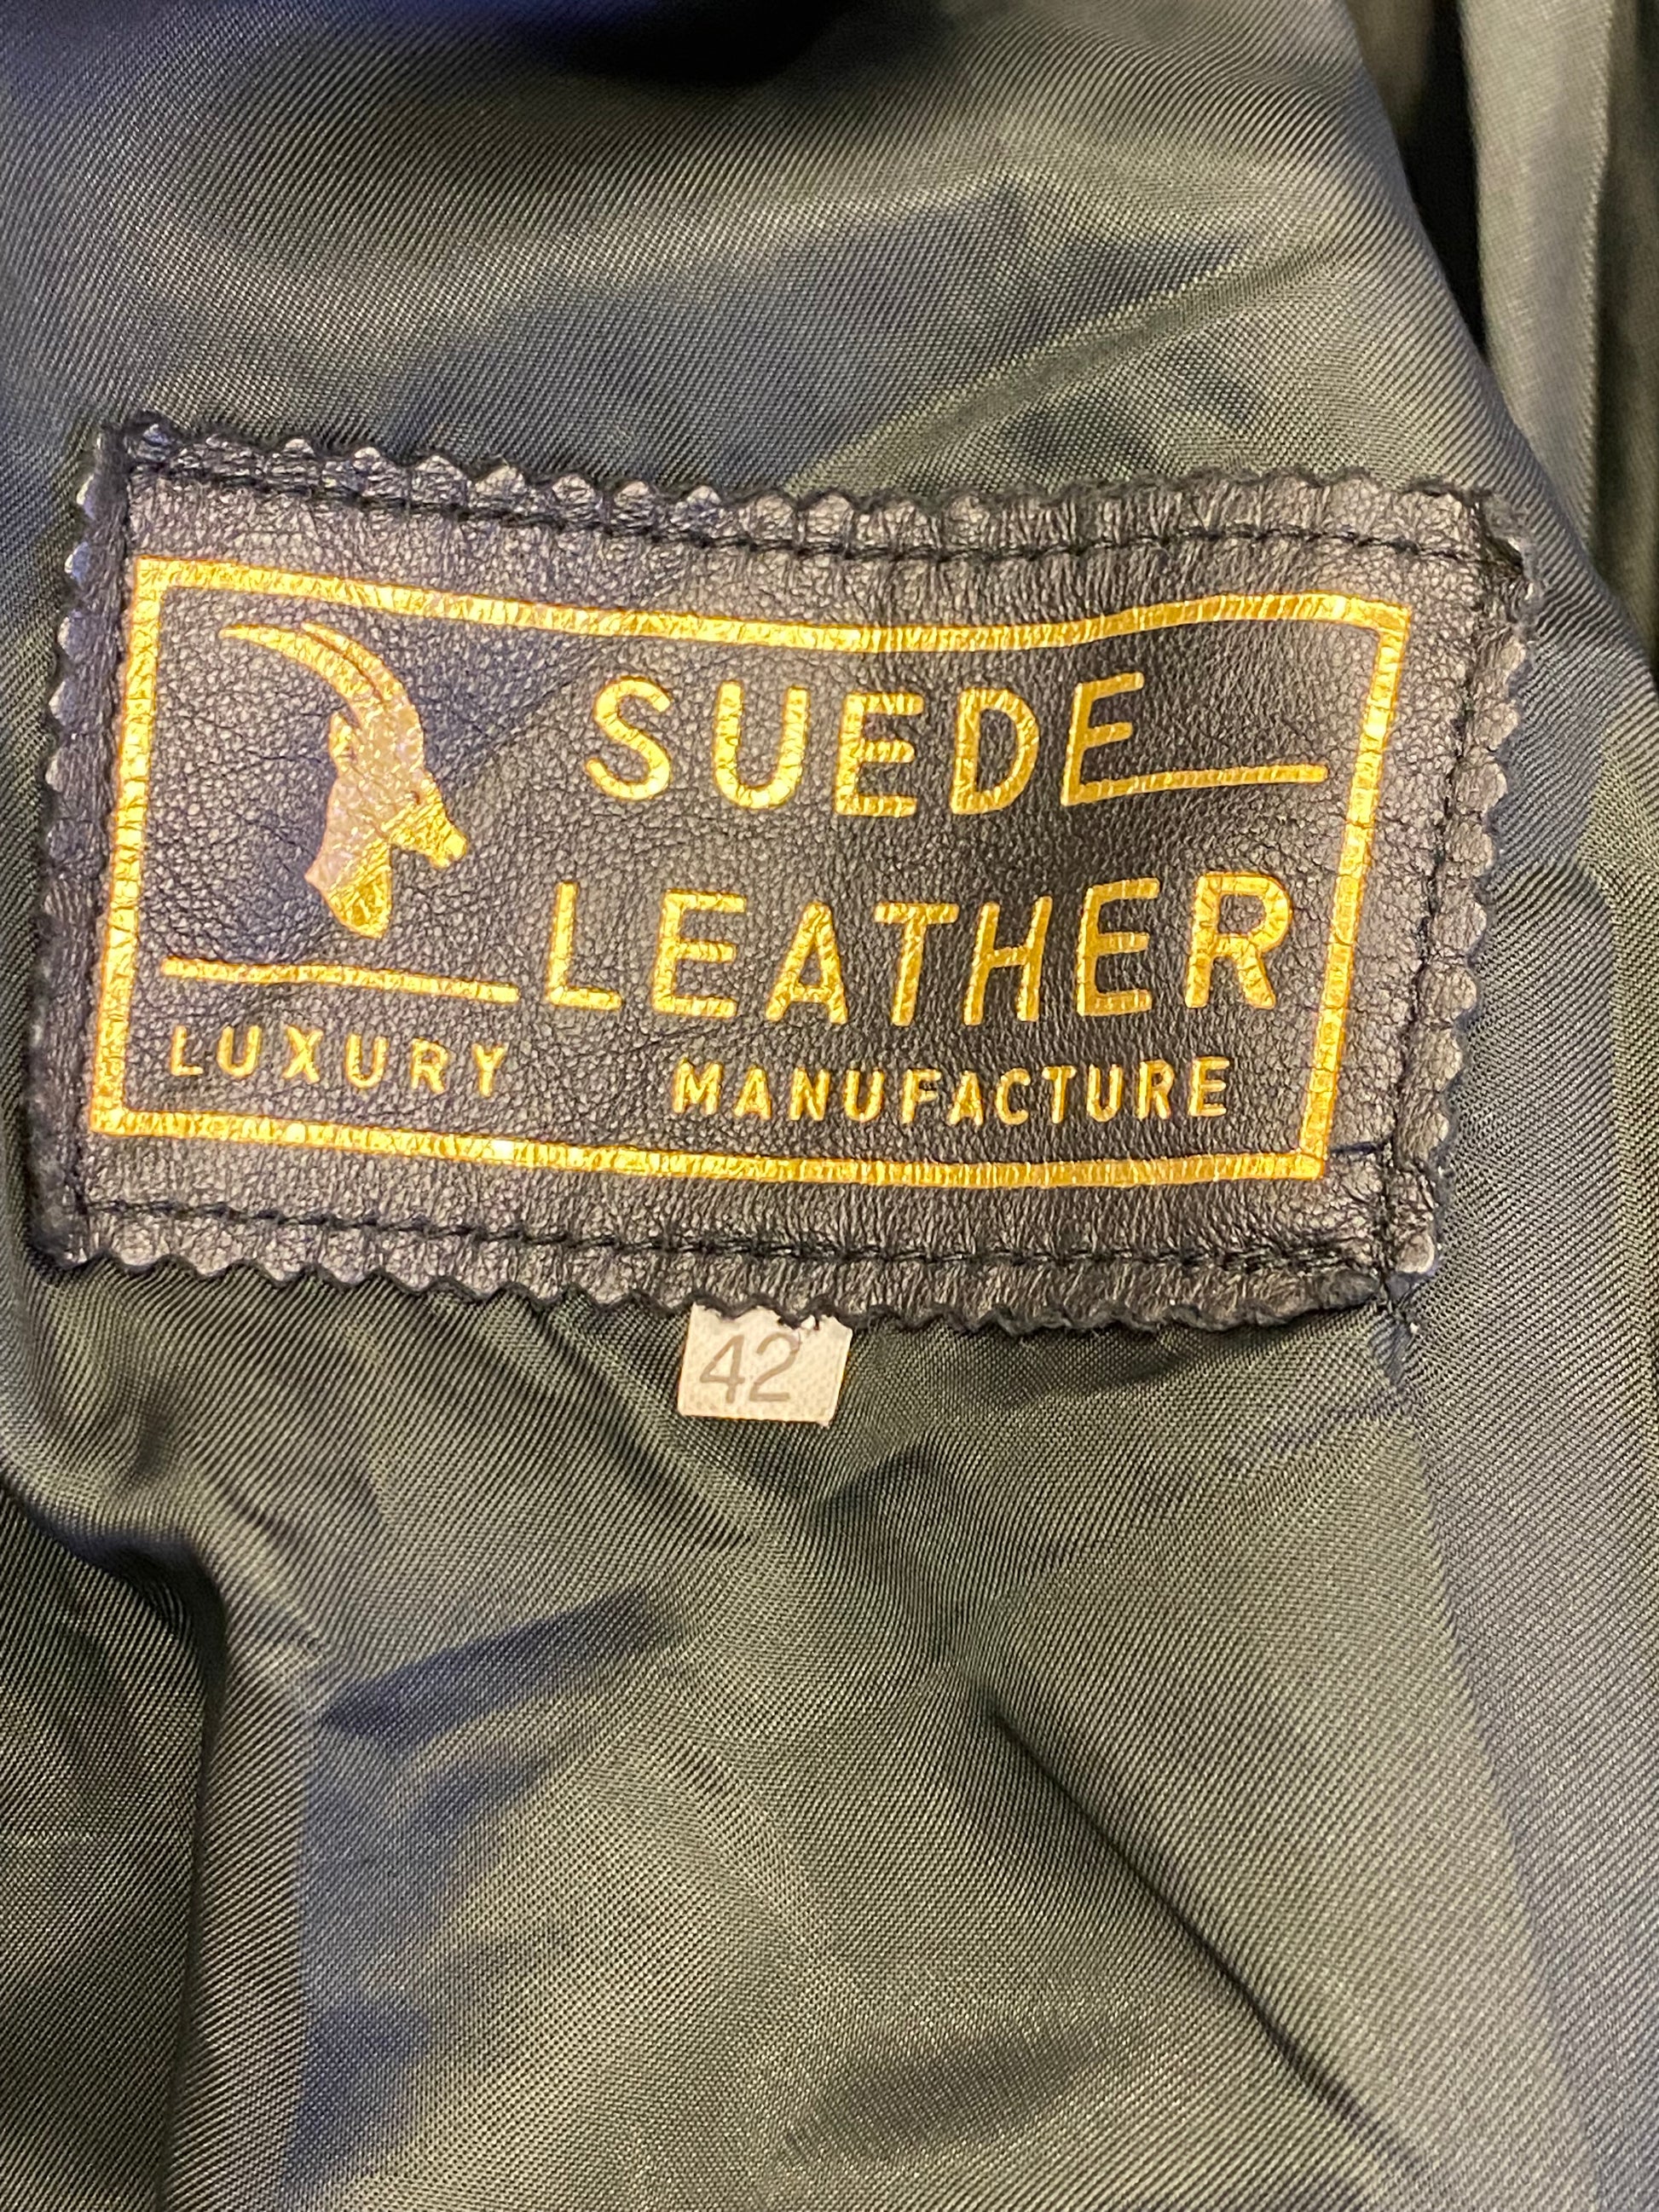 SUEDE
LEATHER
LUXURY MANUFACTURE
42